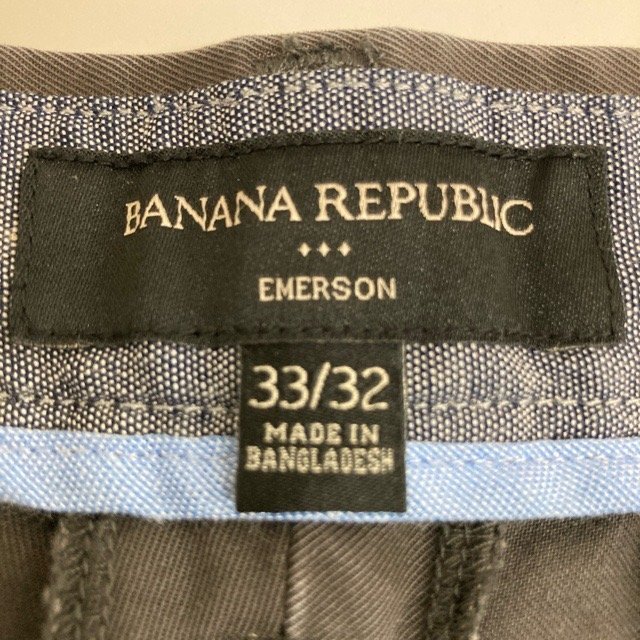 BANANA REPUBLIC
♦♦♦
EMERSON
33/32
MADE IN
BANGLADESH